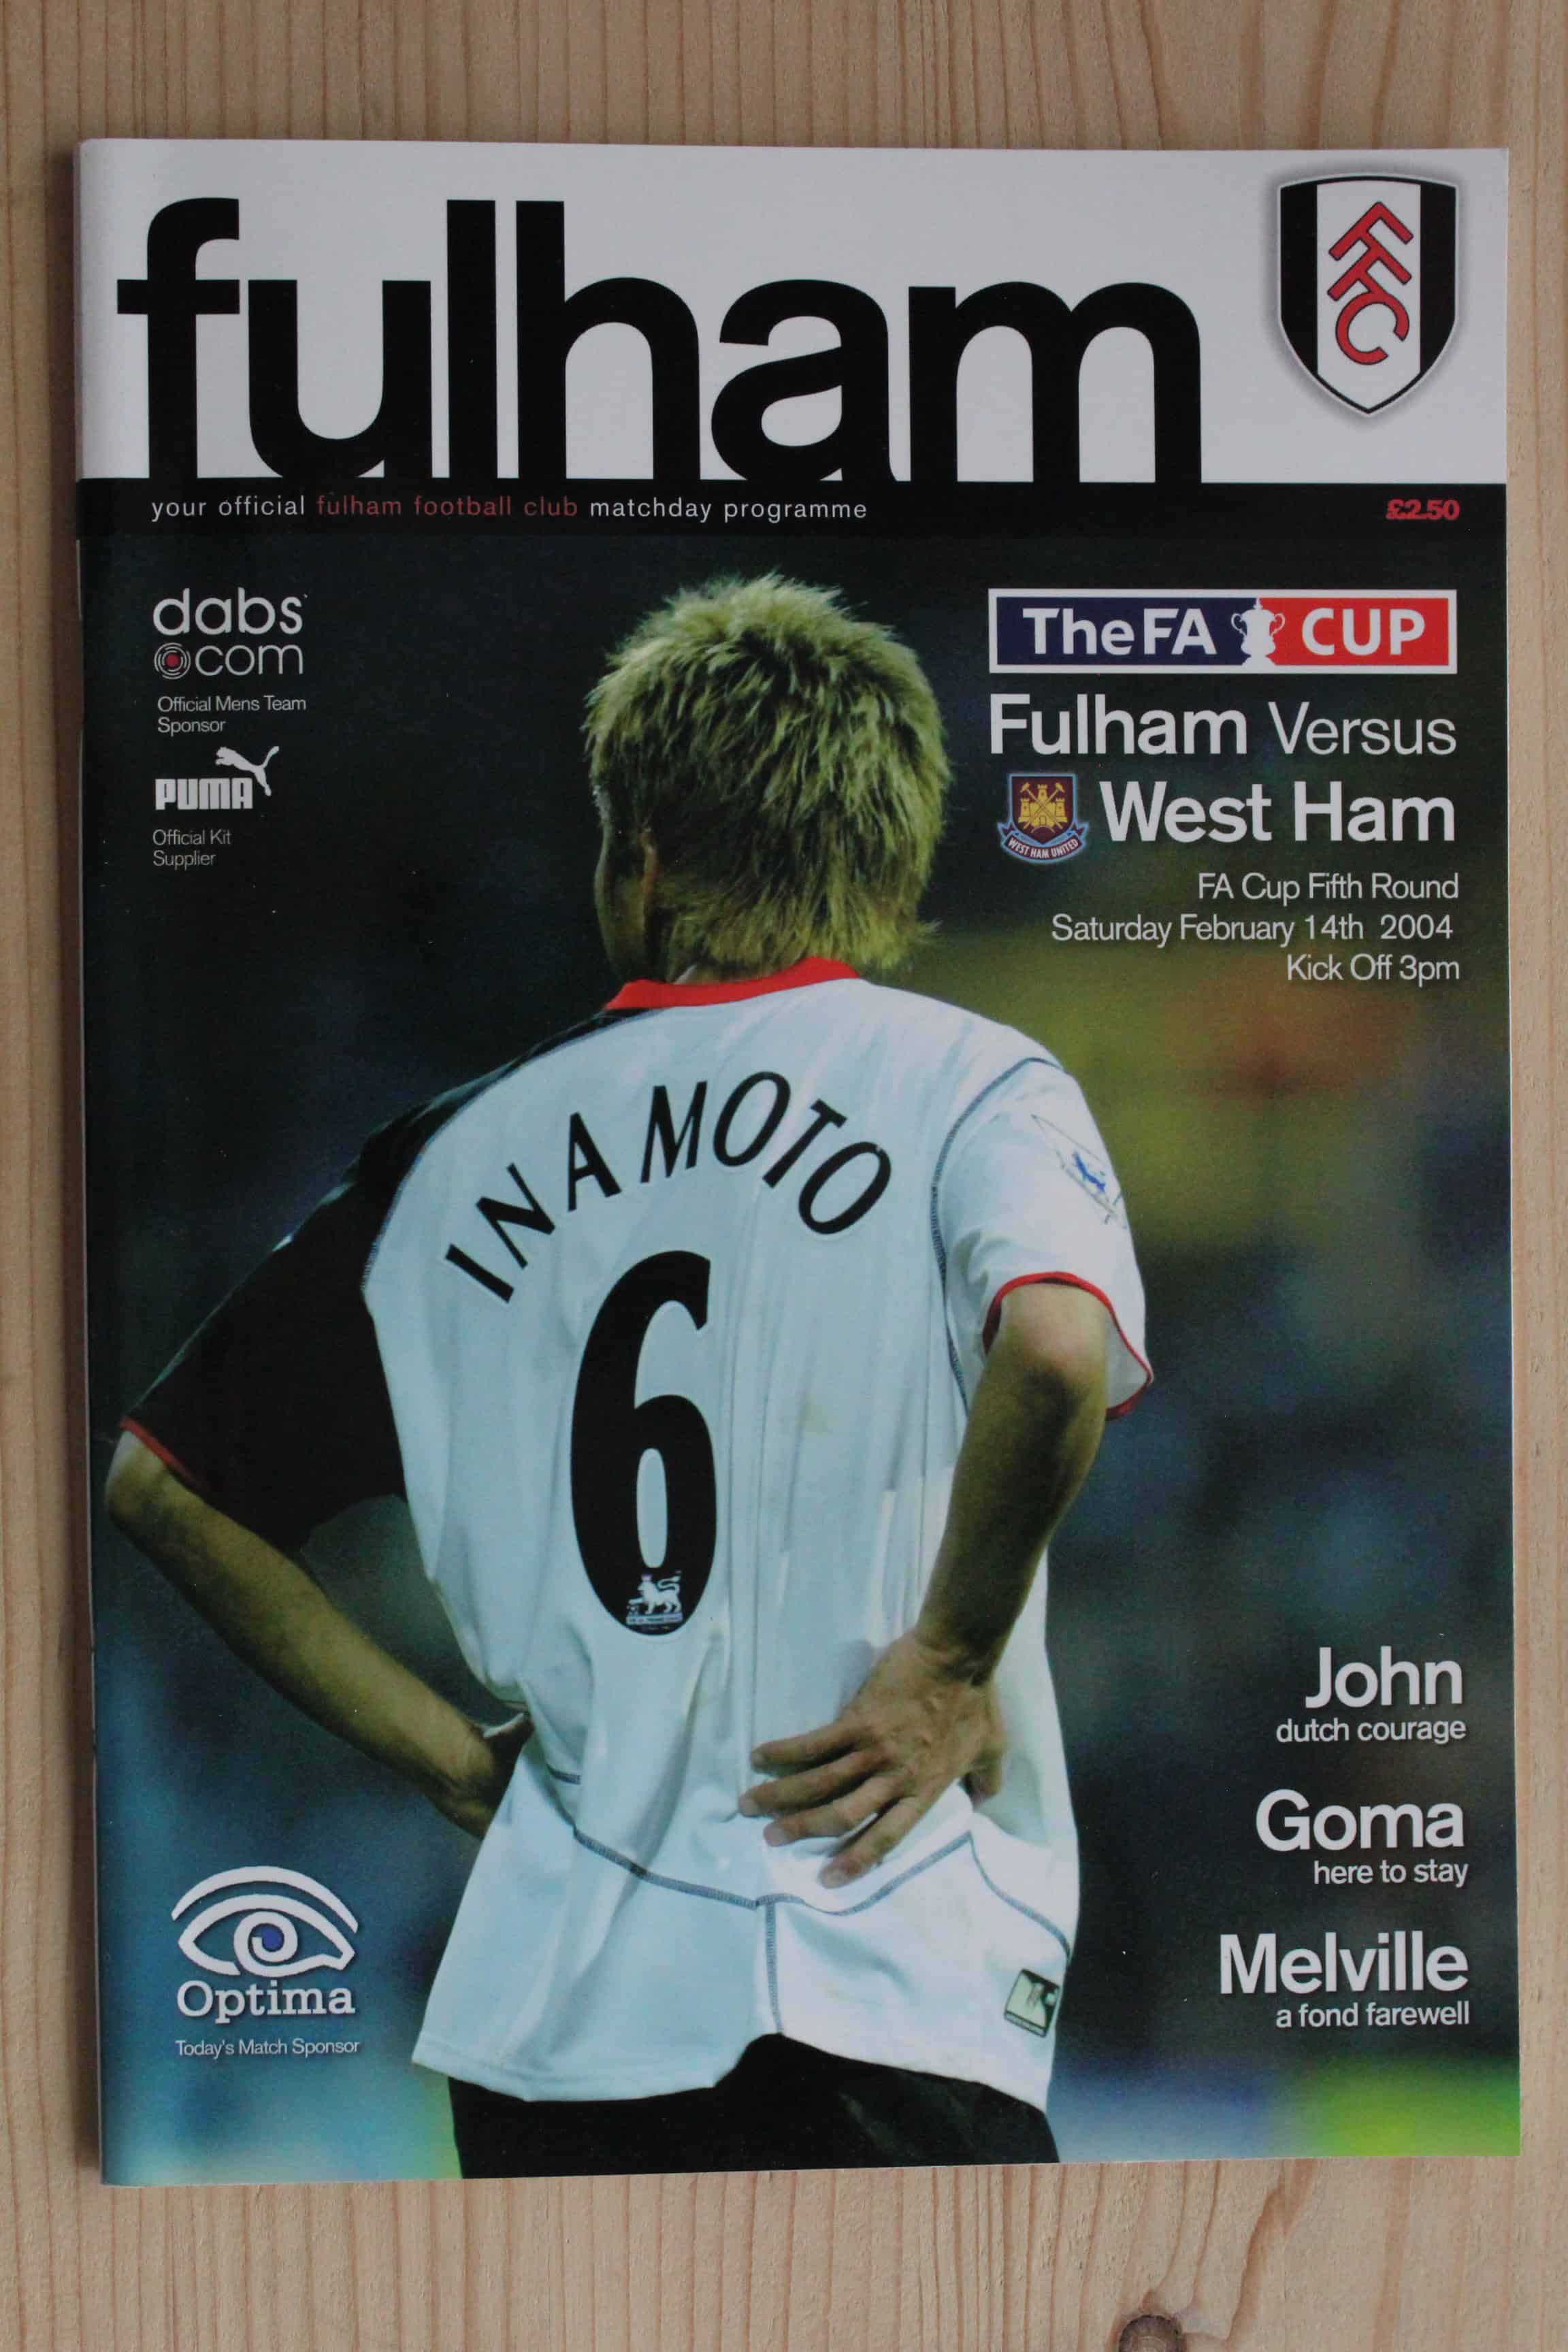 fulham
FFC
your official fulham football club matchday programme
£2.50
dabs
com
Official Mens Team
Sponsor
PUMA
Official Kit
Supplier
The FA CUP
Fulham Versus
West Ham
WEST HAM UNITED
FA Cup Fifth Round
Saturday February 14th 2004
Kick Off 3pm
INAMOTO
6
John
dutch courage
Goma
here to stay
Melville
a fond farewell
Optima
Today's Match Sponsor